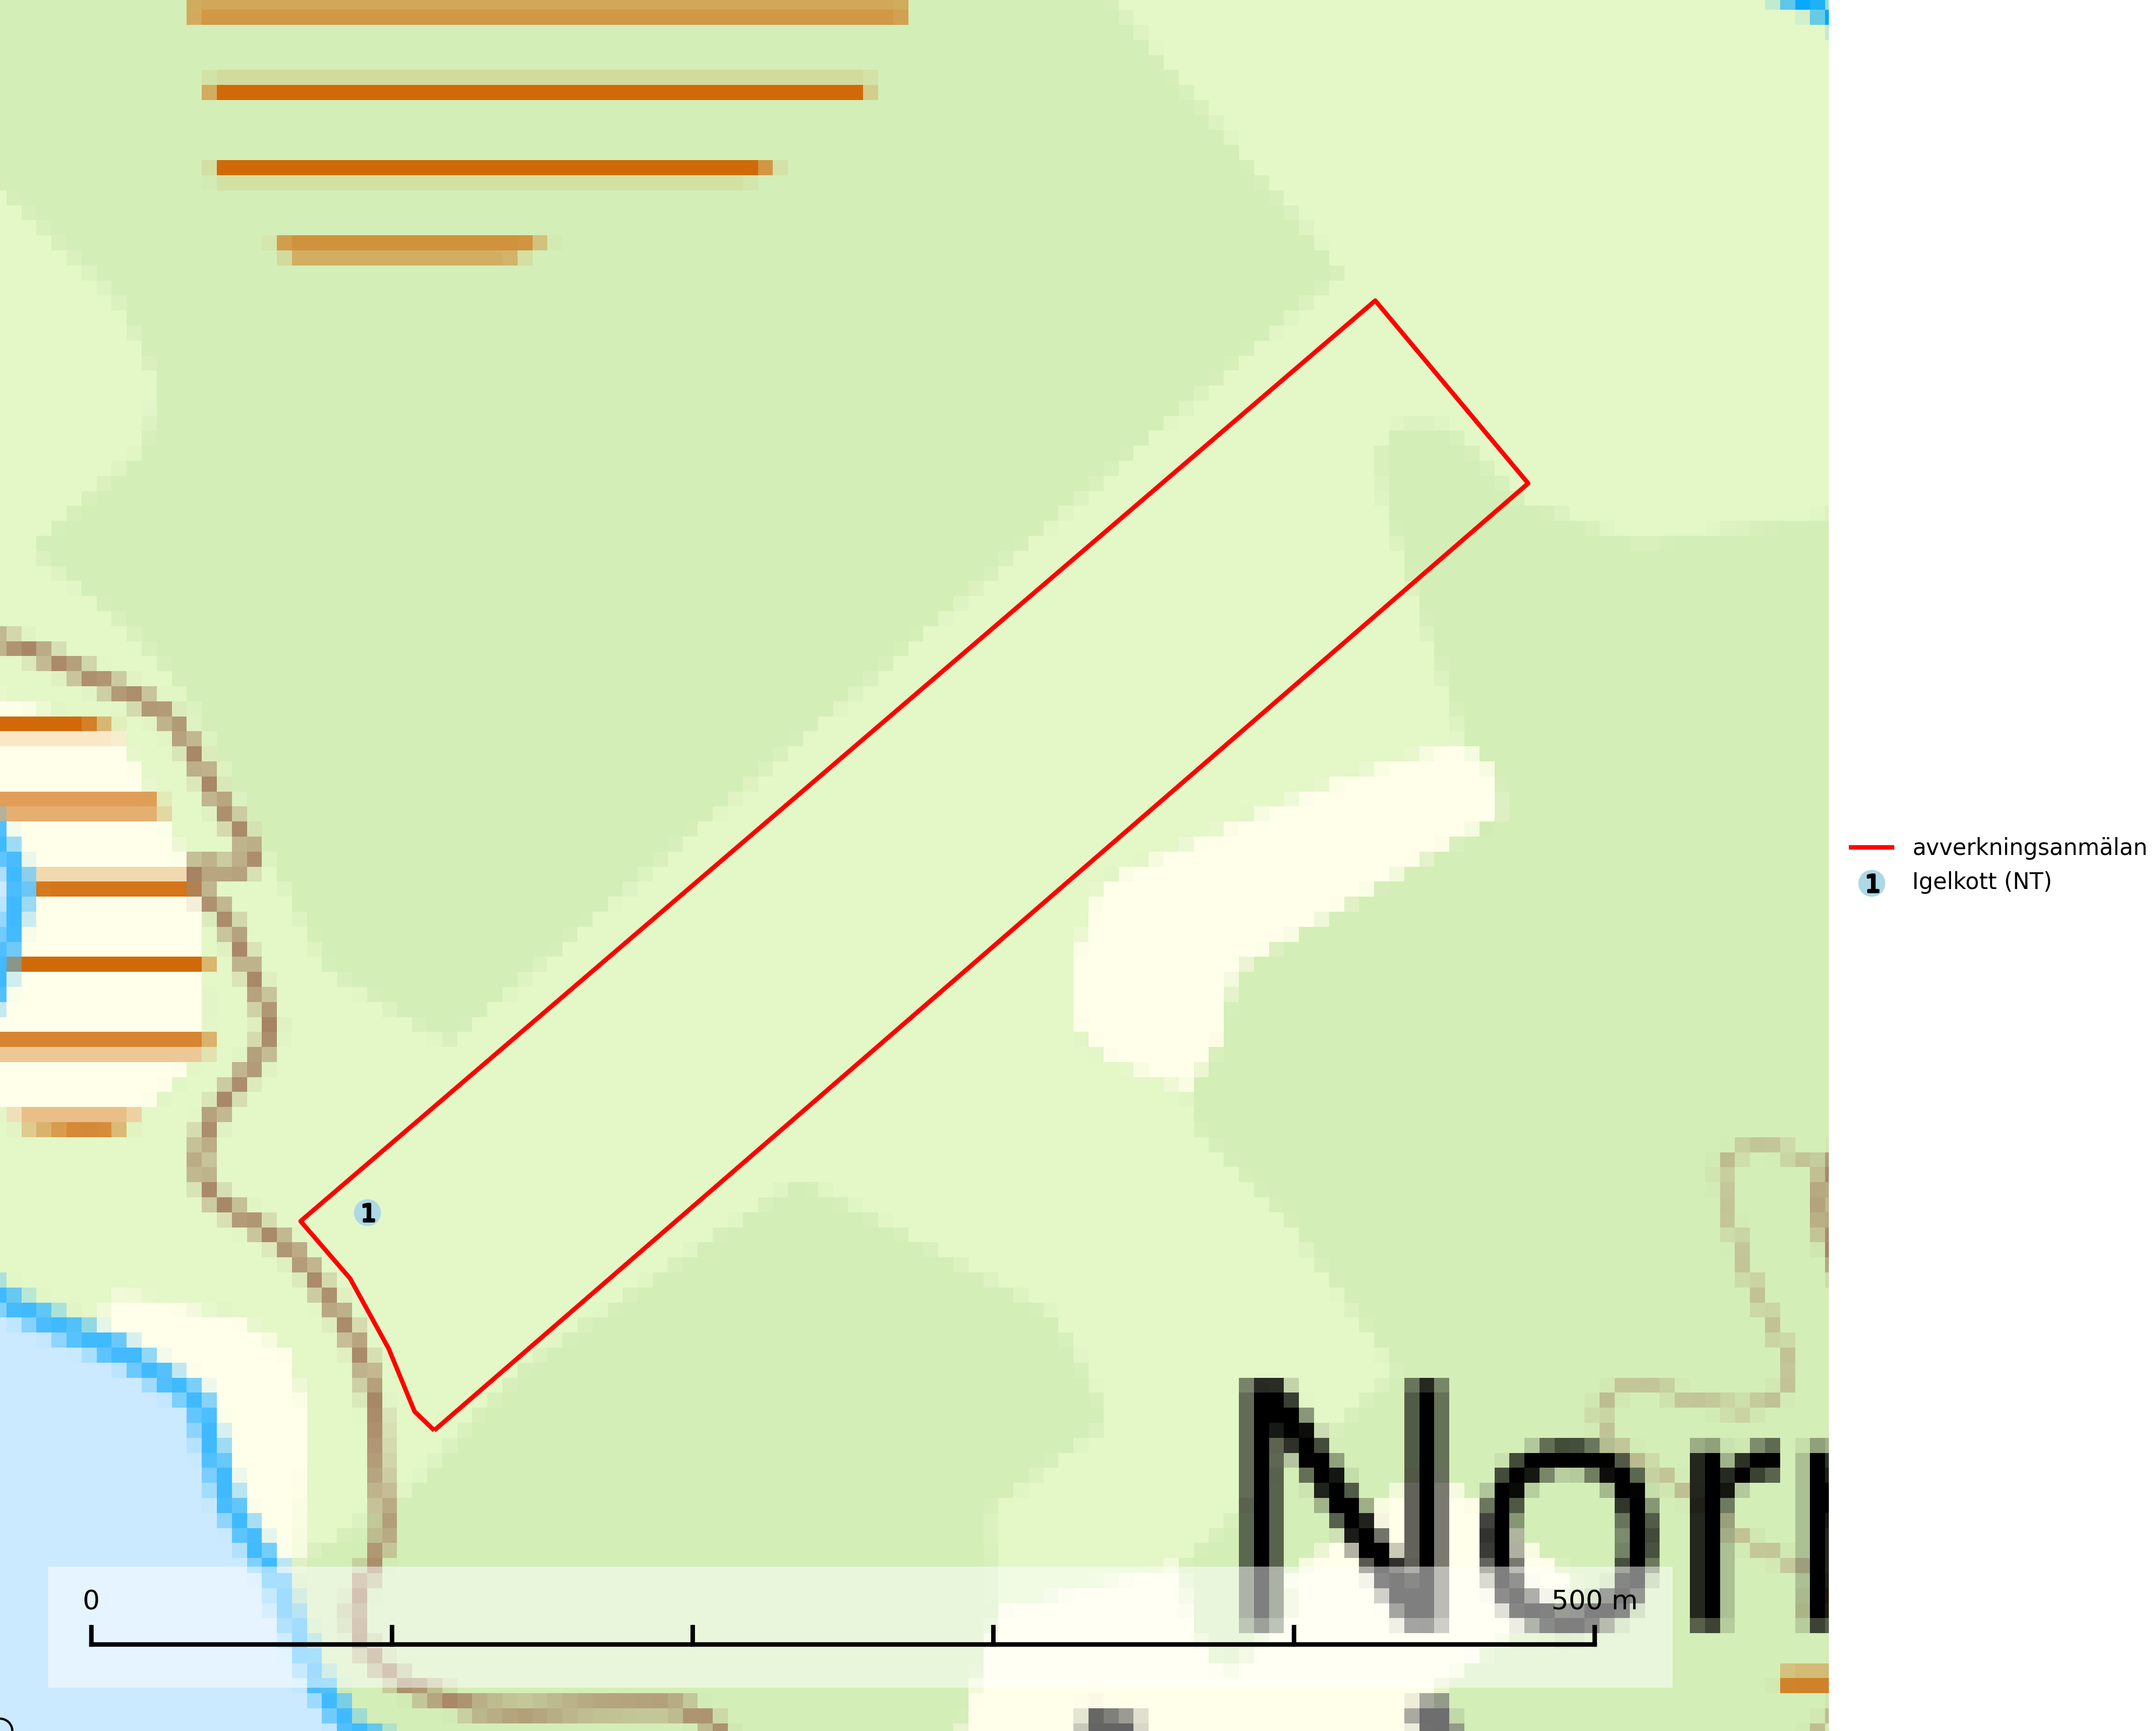 avverkningsanmälan
1 Igelkott (NT)
1
Nor
0 500 m